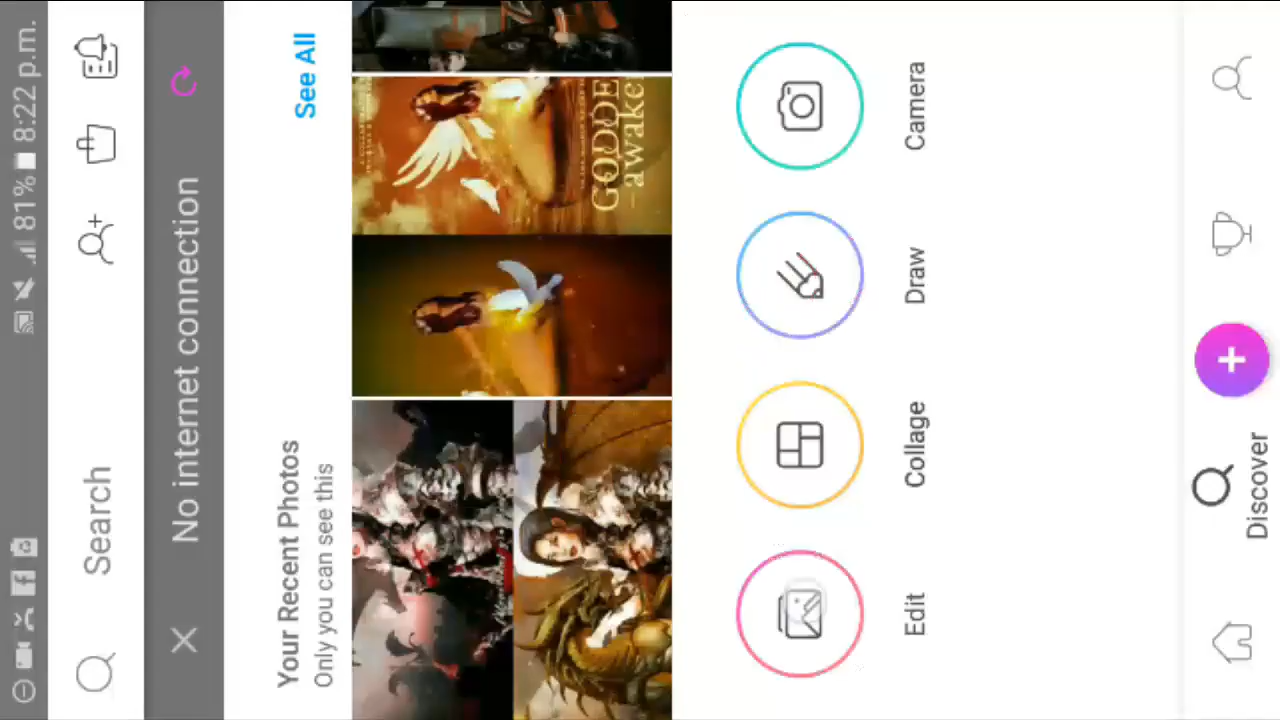 81% 8:22 p.m.
Search
No internet connection
Your Recent Photos
See All
Only you can see this
GODDE
awake
Edit
Collage
Draw
Camera
Discover